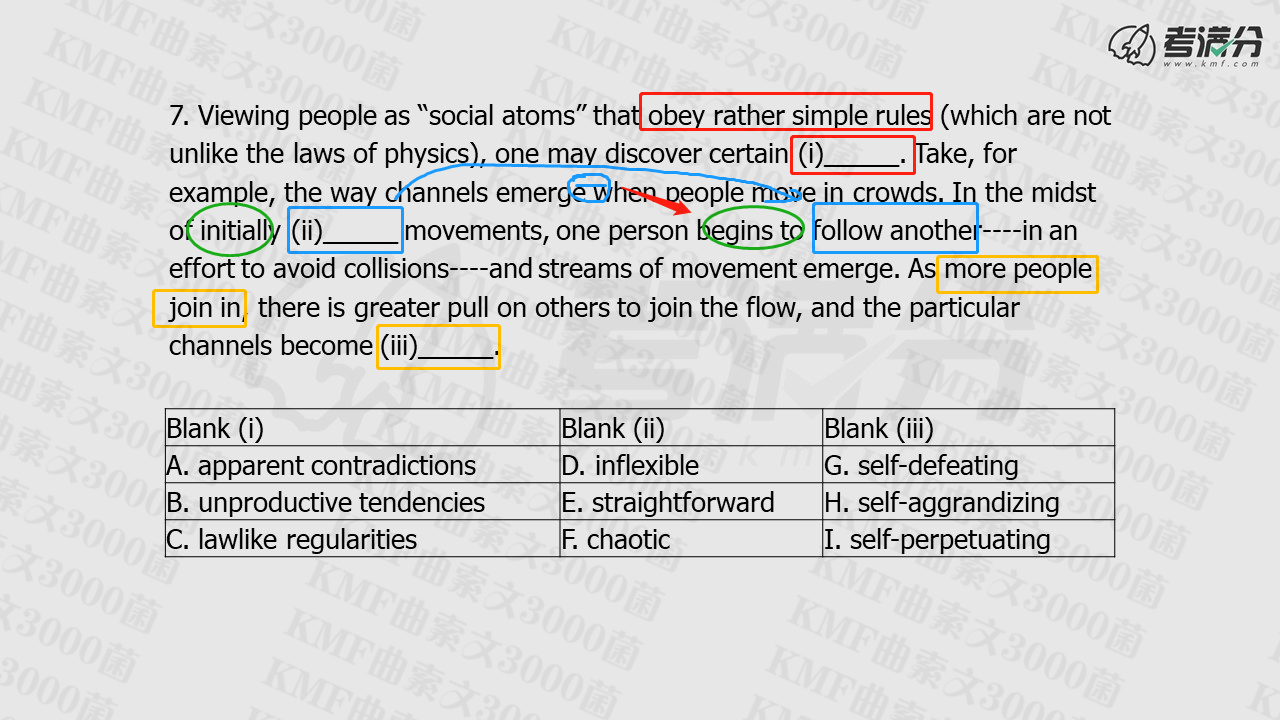 考满分
www.kmf.com
7. Viewing people as “social atoms” that obey rather simple rules (which are not
unlike the laws of physics), one may discover certain (i)_____. Take, for
example, the way channels emerge when people move in crowds. In the midst
of initially (ii)_____ movements, one person begins to follow another----in an
effort to avoid collisions----and streams of movement emerge. As more people
join in, there is greater pull on others to join the flow, and the particular
channels become (iii)_____.
Blank (i) Blank (ii) Blank (iii)
A. apparent contradictions D. inflexible G. self-defeating
B. unproductive tendencies E. straightforward H. self-aggrandizing
C. lawlike regularities F. chaotic I. self-perpetuating
KMF曲索文3000菌